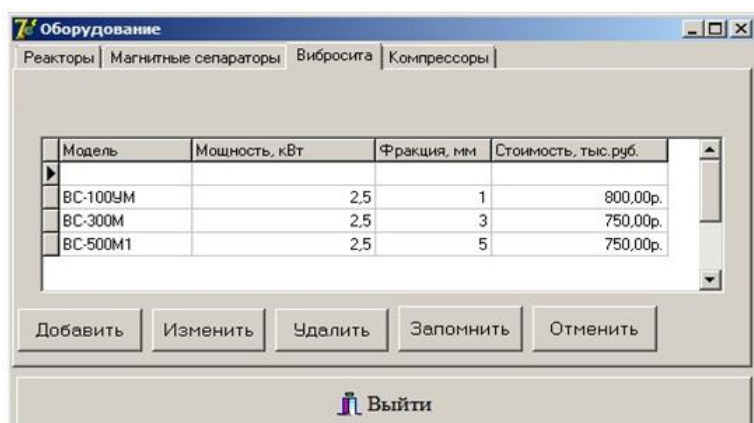 Оборудование
Реакторы Магнитные сепараторы Вибросита Компрессоры
Модель Мощность, кВт Фракция, мм Стоимость, тыс.руб.
ВС-100УМ 2,5 1 800,00р.
ВС-300М 2,5 3 750,00р.
ВС-500М1 2,5 5 750,00р.
Добавить Изменить Удалить Запомнить Отменить
Выйти